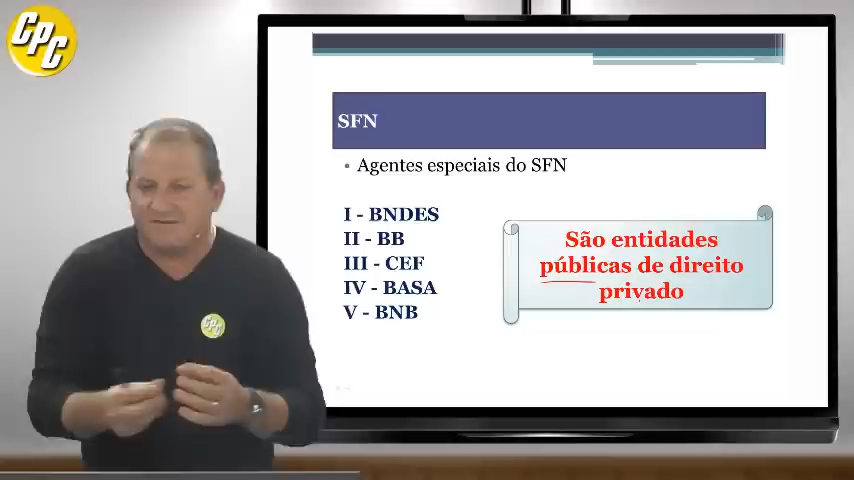 CPC
SFN
• Agentes especiais do SFN
I - BNDES
II - BB
III - CEF
IV - BASA
V - BNB
São entidades
públicas de direito
privado
CPC